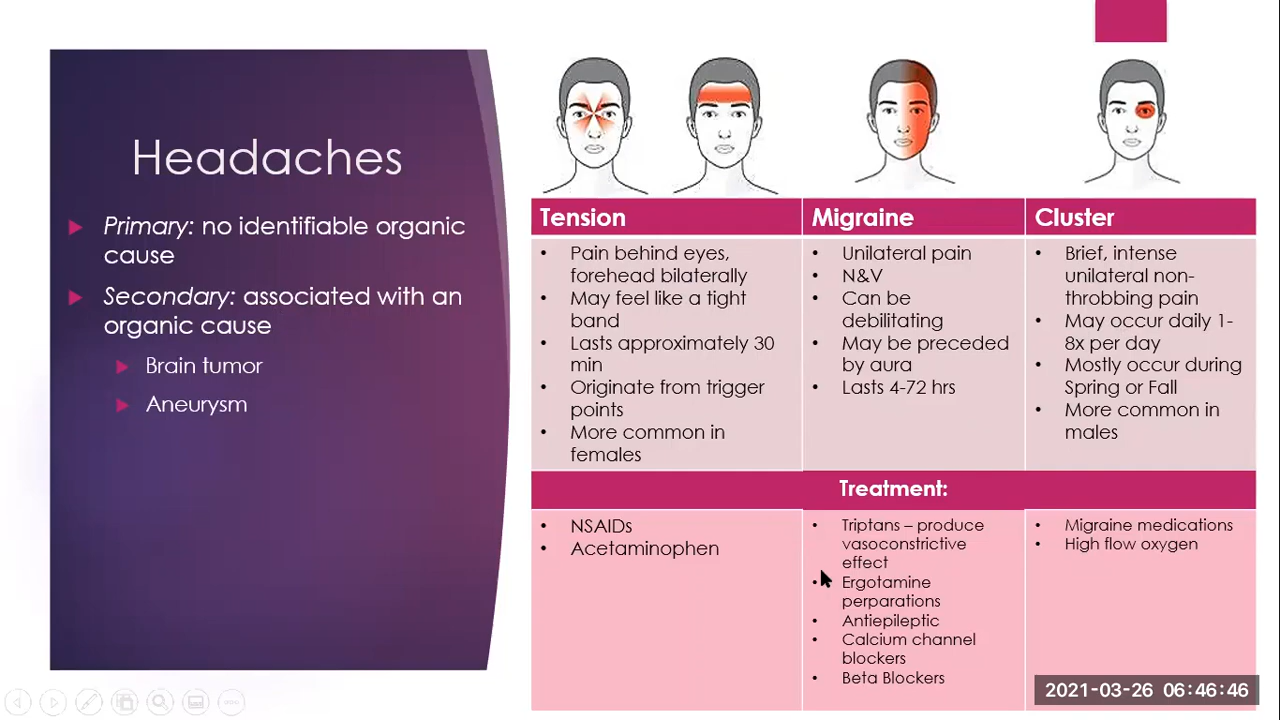 Headaches
Primary: no identifiable organic
cause
Secondary: associated with an
organic cause
Brain tumor
Aneurysm
Tension
• Pain behind eyes,
forehead bilaterally
• May feel like a tight
band
• Lasts approximately 30
min
• Originate from trigger
points
• More common in
females
Migraine
• Unilateral pain
• N&V
• Can be
debilitating
• May be preceded
by aura
• Lasts 4-72 hrs
Cluster
• Brief, intense
unilateral non-
throbbing pain
• May occur daily 1-
8x per day
• Mostly occur during
Spring or Fall
• More common in
males
Treatment:
• NSAIDs
• Acetaminophen
• Triptans – produce
vasoconstrictive
effect
• Ergotamine
perparations
• Antiepileptic
• Calcium channel
blockers
• Beta Blockers
• Migraine medications
• High flow oxygen
2021-03-26 06:46:46